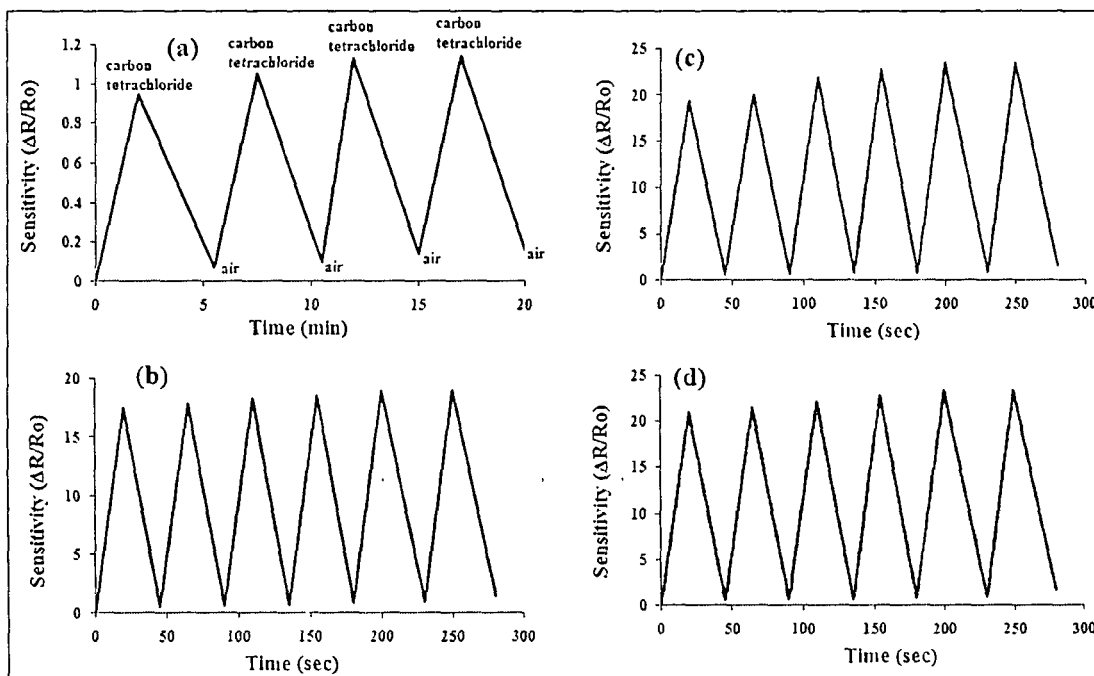 (a)
carbon
tetrachloride
carbon
tetrachloride
carbon
tetrachloride
carbon
tetrachloride
1.2
1
0.8
0.6
0.4
0.2
0
Sensitivity (ΔR/Ro)
air
air
air
air
0
5
10
15
20
Time (min)
(c)
25
20
15
10
5
0
Sensitivity (ΔR/Ro)
0
50
100
150
200
250
300
Time (sec)
(b)
20
15
10
5
0
Sensitivity (ΔR/Ro)
0
50
100
150
200
250
300
Time (sec)
(d)
25
20
15
10
5
0
Sensitivity (ΔR/Ro)
0
50
100
150
200
250
300
Time (sec)